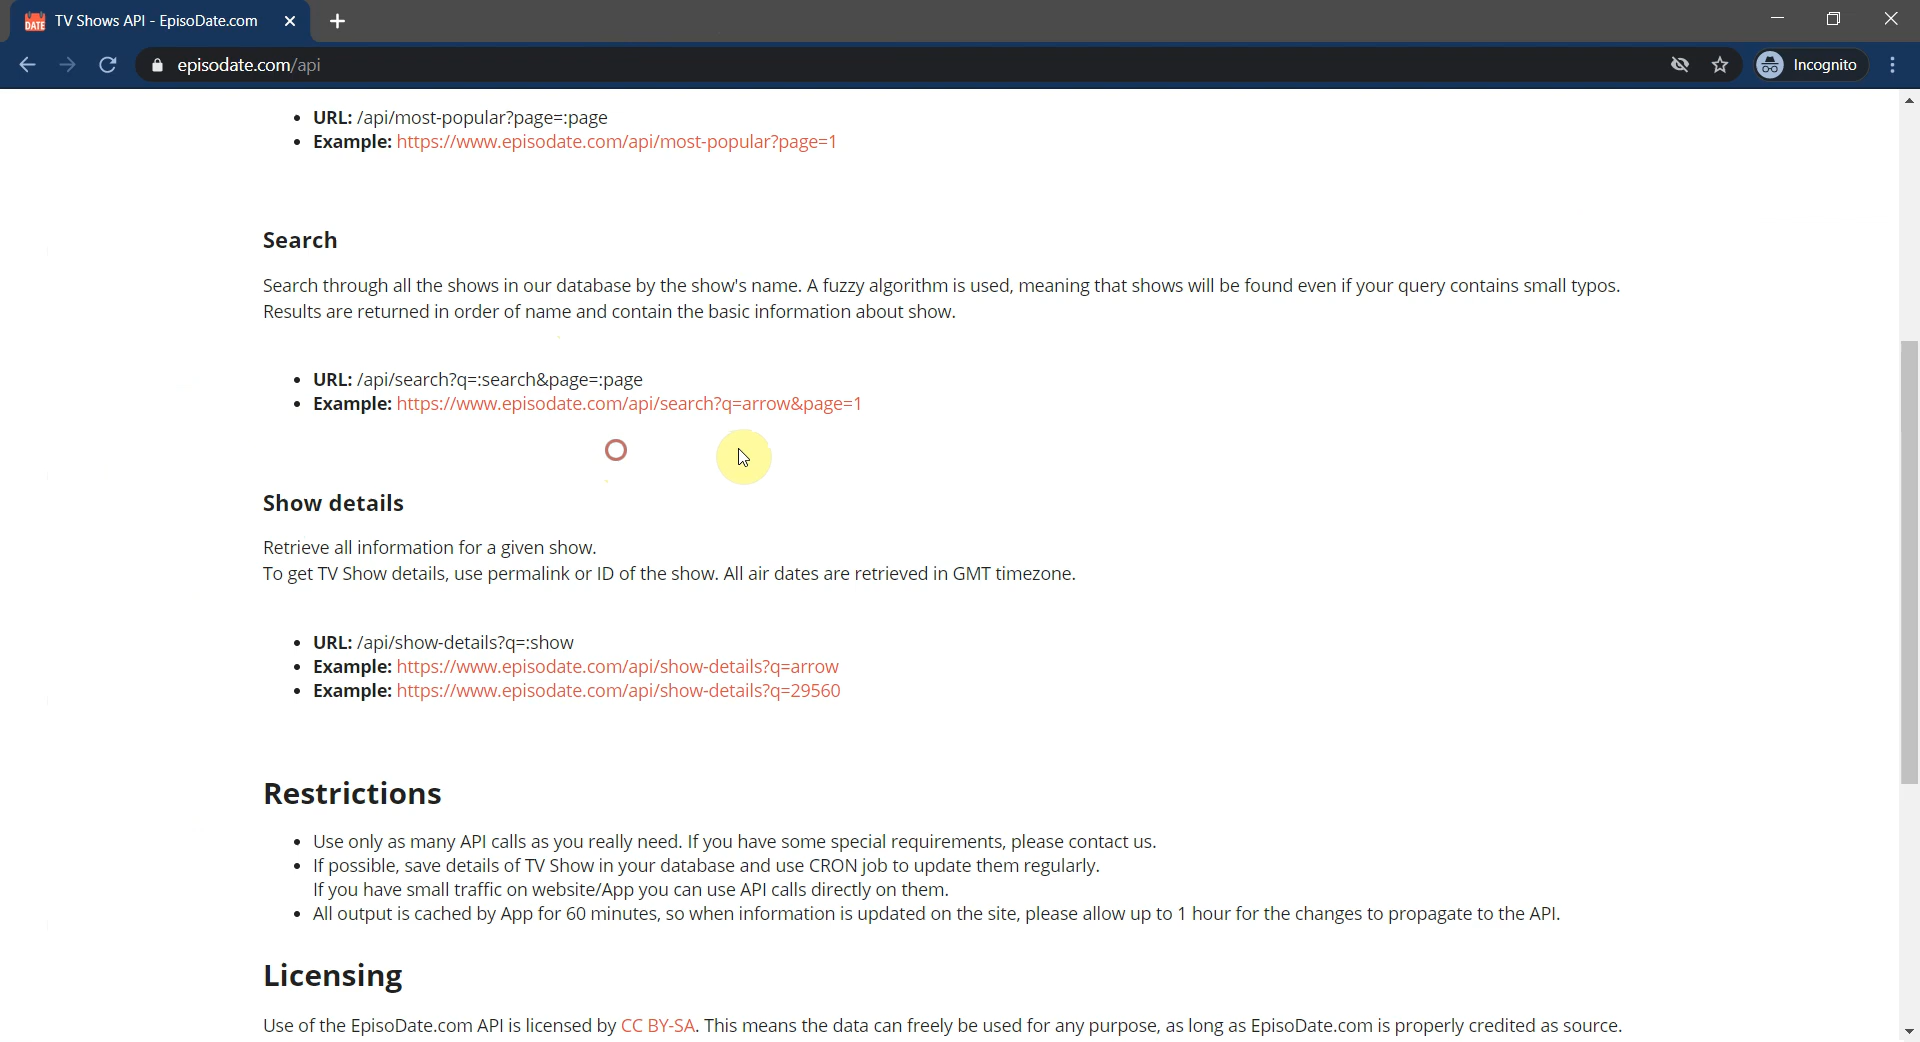 DATE TV Shows API - EpisoDate.com
episodate.com/api
Incognito
• URL: /api/most-popular?page=:page
• Example: https://www.episodate.com/api/most-popular?page=1
Search
Search through all the shows in our database by the show's name. A fuzzy algorithm is used, meaning that shows will be found even if your query contains small typos.
Results are returned in order of name and contain the basic information about show.
• URL: /api/search?q=:search&page=:page
• Example: https://www.episodate.com/api/search?q=arrow&page=1
Show details
Retrieve all information for a given show.
To get TV Show details, use permalink or ID of the show. All air dates are retrieved in GMT timezone.
• URL: /api/show-details?q=:show
• Example: https://www.episodate.com/api/show-details?q=arrow
• Example: https://www.episodate.com/api/show-details?q=29560
Restrictions
• Use only as many API calls as you really need. If you have some special requirements, please contact us.
• If possible, save details of TV Show in your database and use CRON job to update them regularly.
If you have small traffic on website/App you can use API calls directly on them.
• All output is cached by App for 60 minutes, so when information is updated on the site, please allow up to 1 hour for the changes to propagate to the API.
Licensing
Use of the EpisoDate.com API is licensed by CC BY-SA. This means the data can freely be used for any purpose, as long as EpisoDate.com is properly credited as source.